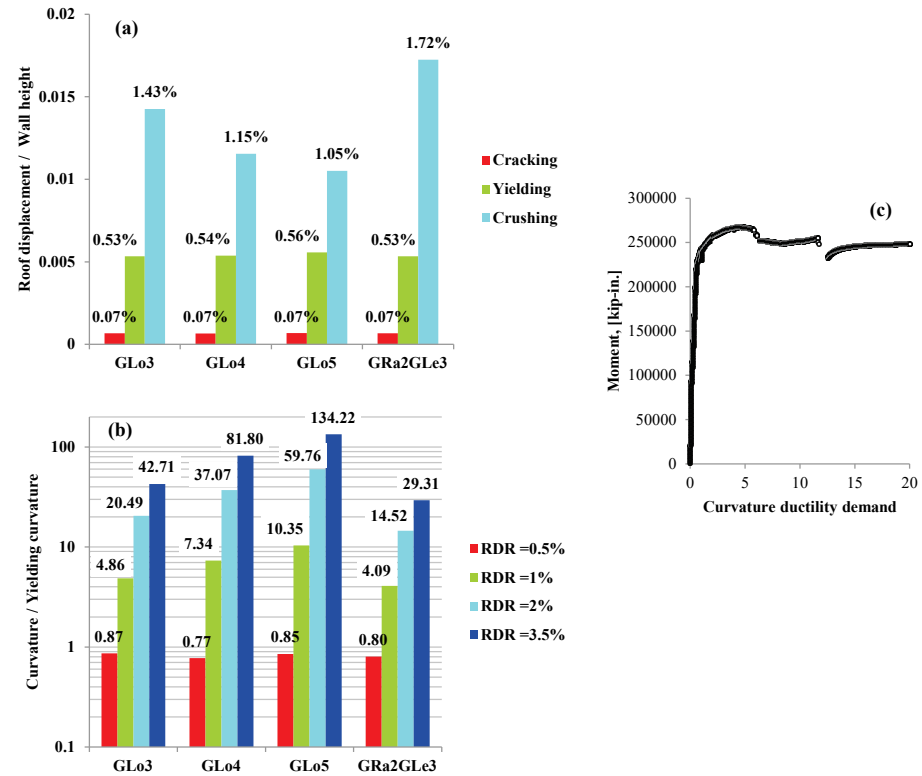 (a)
Roof displacement / Wall height
0.02
0.015
0.01
0.005
0
1.43%
1.15%
1.05%
1.72%
0.53%
0.54%
0.56%
0.53%
0.07%
0.07%
0.07%
0.07%
GLo3
GLo4
GLo5
GRa2GLe3
Cracking
Yielding
Crushing
(b)
Curvature / Yielding curvature
100
10
1
0.1
134.22
81.80
59.76
42.71
37.07
29.31
20.49
14.52
10.35
7.34
4.86
4.09
0.87
0.77
0.85
0.80
GLo3
GLo4
GLo5
GRa2GLe3
RDR =0.5%
RDR =1%
RDR =2%
RDR =3.5%
(c)
Moment, [kip-in.]
300000
250000
200000
150000
100000
50000
0
0 5 10 15 20
Curvature ductility demand